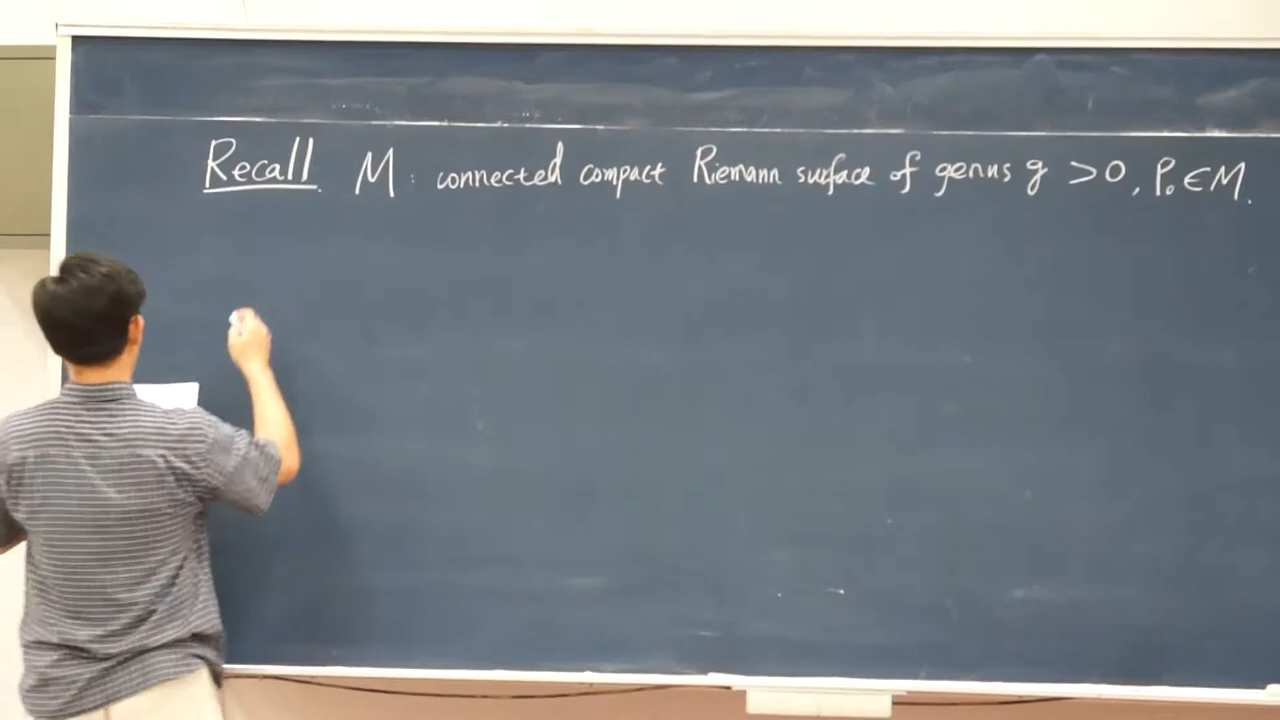 Recall. M : connected compact Riemann surface of genus g > 0, P₀ ∈ M.